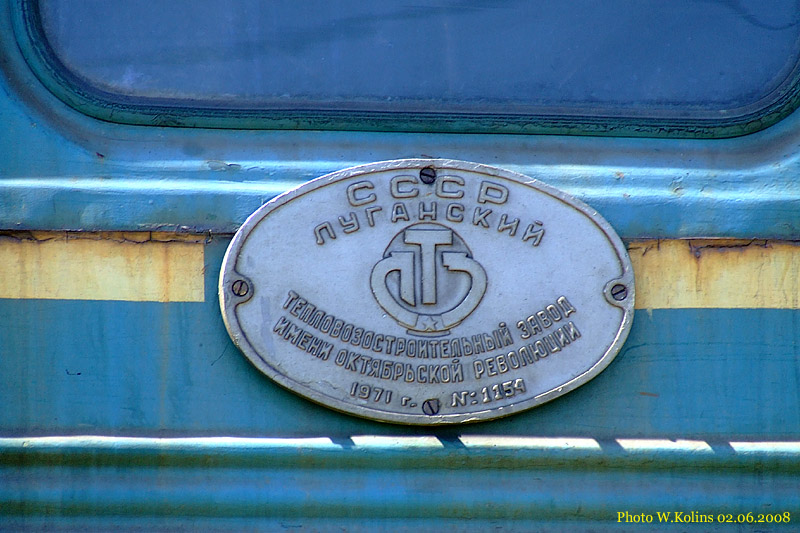 СССР
ЛУГАНСКИЙ
ТЕПЛОВОЗОСТРОИТЕЛЬНЫЙ ЗАВОД
ИМЕНИ ОКТЯБРЬСКОЙ РЕВОЛЮЦИИ
1971 г. №: 1154
Photo W.Kolins 02.06.2008